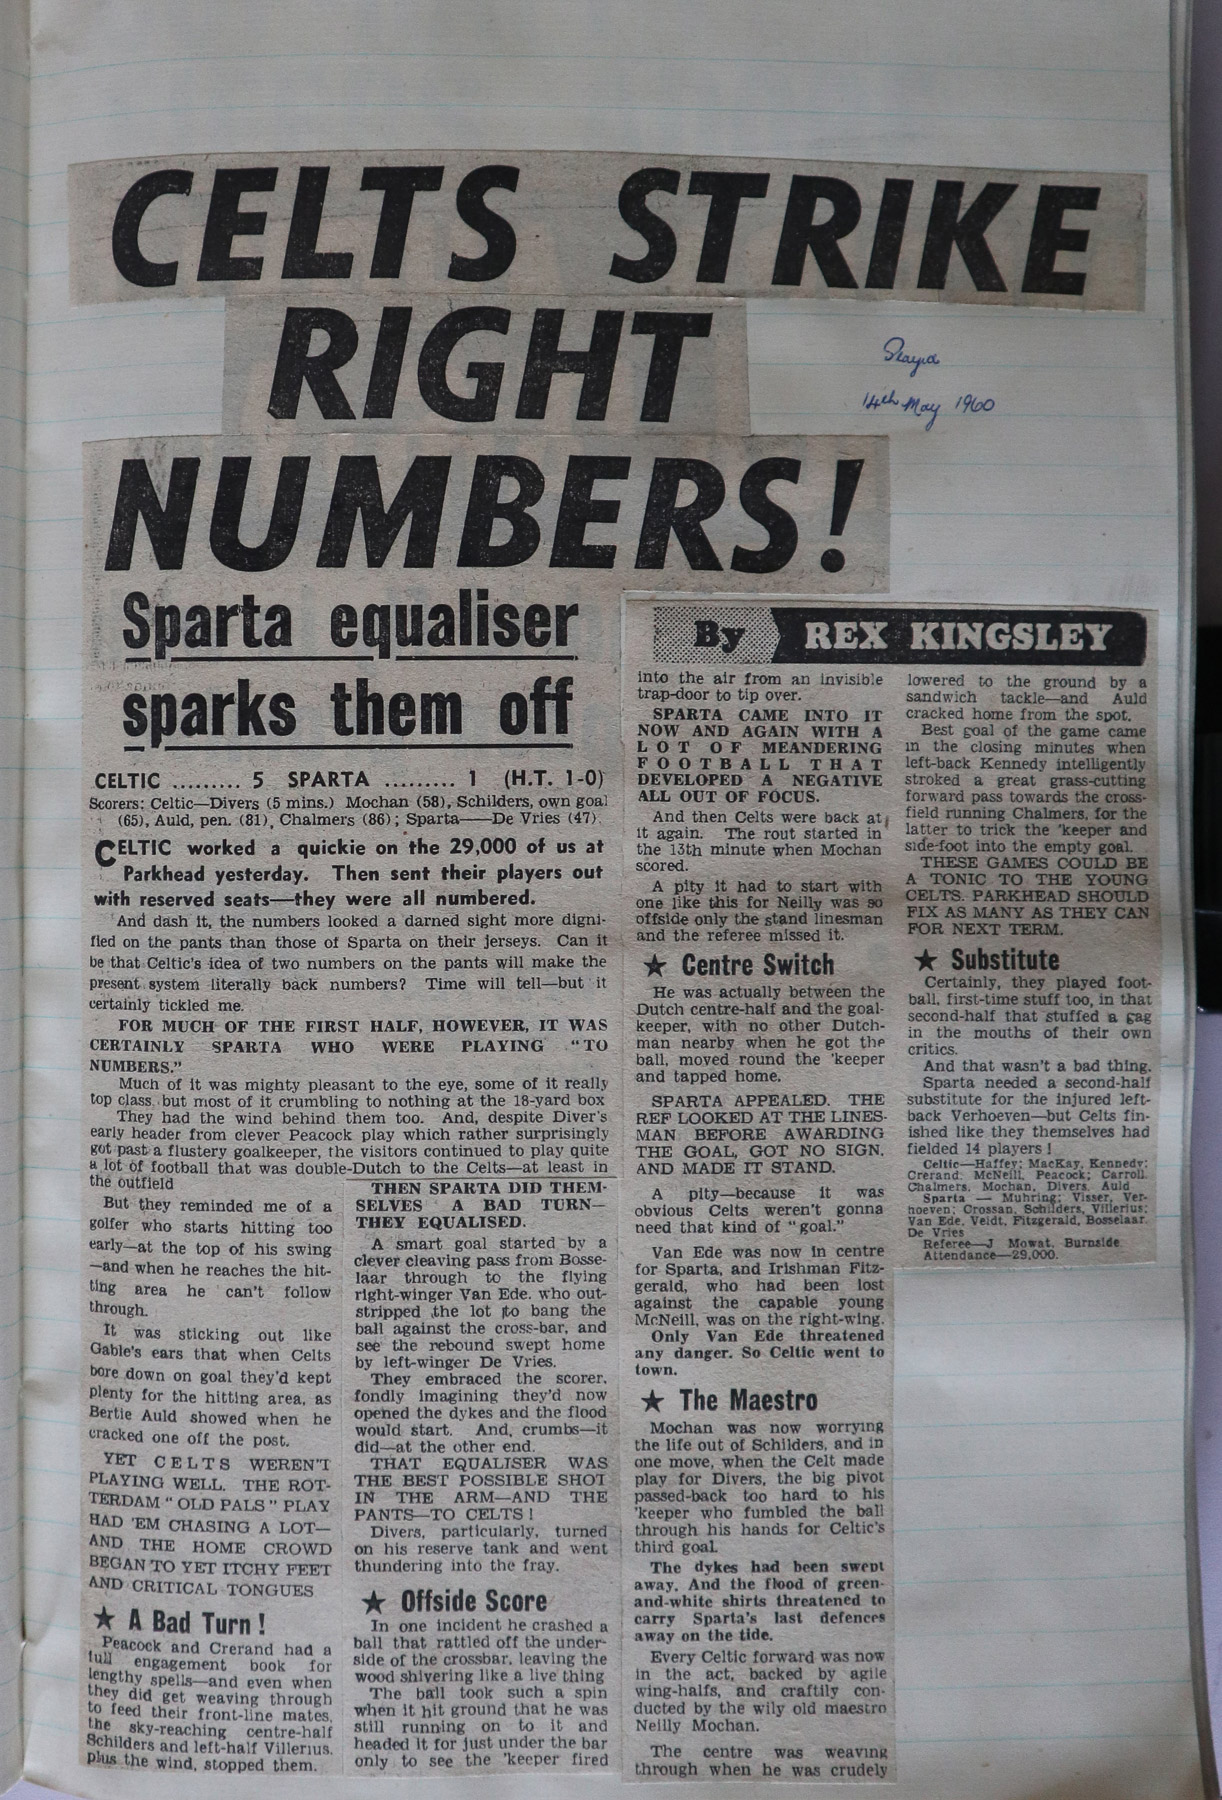 CELTS STRIKE
RIGHT
NUMBERS!
14th May 1960
Sparta equaliser
sparks them off
CELTIC ......... 5 SPARTA ......... 1 (H.T. 1-0)
Scorers: Celtic—Divers (5 mins.) Mochan (58), Schilders, own goal
(65), Auld, pen. (81), Chalmers (86); Sparta——De Vries (47).
CELTIC worked a quickie on the 29,000 of us at
Parkhead yesterday. Then sent their players out
with reserved seats—they were all numbered.
And dash it, the numbers looked a darned sight more digni-
fied on the pants than those of Sparta on their jerseys. Can it
be that Celtic's idea of two numbers on the pants will make the
present system literally back numbers? Time will tell—but it
certainly tickled me.
FOR MUCH OF THE FIRST HALF, HOWEVER, IT WAS
CERTAINLY SPARTA WHO WERE PLAYING "TO
NUMBERS."
Much of it was mighty pleasant to the eye, some of it really
top class, but most of it crumbling to nothing at the 18-yard box
They had the wind behind them too. And, despite Diver's
early header from clever Peacock play which rather surprisingly
got past a flustery goalkeeper, the visitors continued to play quite
a lot of football that was double-Dutch to the Celts—at least in
the outfield
But they reminded me of a
golfer who starts hitting too
early—at the top of his swing
—and when he reaches the hit-
ting area he can't follow
through.
It was sticking out like
Gable's ears that when Celts
bore down on goal they'd kept
plenty for the hitting area, as
Bertie Auld showed when he
cracked one off the post.
YET CELTS WEREN'T
PLAYING WELL. THE ROT-
TERDAM "OLD PALS" PLAY
HAD 'EM CHASING A LOT—
AND THE HOME CROWD
BEGAN TO YET ITCHY FEET
AND CRITICAL TONGUES
★ A Bad Turn!
Peacock and Crerand had a
full engagement book for
lengthy spells—and even when
they did get weaving through
to feed their front-line mates,
the sky-reaching centre-half
Schilders and left-half Villerius,
plus the wind, stopped them.
THEN SPARTA DID THEM-
SELVES A BAD TURN—
THEY EQUALISED.
A smart goal started by a
clever cleaving pass from Bosse-
laar through to the flying
right-winger Van Ede, who out-
stripped the lot to bang the
ball against the cross-bar, and
see the rebound swept home
by left-winger De Vries.
They embraced the scorer,
fondly imagining they'd now
opened the dykes and the flood
would start. And, crumbs—it
did—at the other end.
THAT EQUALISER WAS
THE BEST POSSIBLE SHOT
IN THE ARM—AND THE
PANTS—TO CELTS!
Divers, particularly, turned
on his reserve tank and went
thundering into the fray.
★ Offside Score
In one incident he crashed a
ball that rattled off the under-
side of the crossbar, leaving the
wood shivering like a live thing
The ball took such a spin
when it hit ground that he was
still running on to it and
headed it for just under the bar
only to see the 'keeper fired
By REX KINGSLEY
into the air from an invisible
trap-door to tip over.
SPARTA CAME INTO IT
NOW AND AGAIN WITH A
LOT OF MEANDERING
FOOTBALL THAT
DEVELOPED A NEGATIVE
ALL OUT OF FOCUS.
And then Celts were back at
it again. The rout started in
the 13th minute when Mochan
scored.
A pity it had to start with
one like this for Neilly was so
offside only the stand linesman
and the referee missed it.
★ Centre Switch
He was actually between the
Dutch centre-half and the goal-
keeper, with no other Dutch-
man nearby when he got the
ball, moved round the 'keeper
and tapped home.
SPARTA APPEALED. THE
REF LOOKED AT THE LINES-
MAN BEFORE AWARDING
THE GOAL, GOT NO SIGN,
AND MADE IT STAND.
A pity—because it was
obvious Celts weren't gonna
need that kind of "goal."
Van Ede was now in centre
for Sparta, and Irishman Fitz-
gerald, who had been lost
against the capable young
McNeill, was on the right-wing.
Only Van Ede threatened
any danger. So Celtic went to
town.
★ The Maestro
Mochan was now worrying
the life out of Schilders, and in
one move, when the Celt made
play for Divers, the big pivot
passed-back too hard to his
'keeper who fumbled the ball
through his hands for Celtic's
third goal.
The dykes had been swept
away. And the flood of green-
and-white shirts threatened to
carry Sparta's last defences
away on the tide.
Every Celtic forward was now
in the act, backed by agile
wing-halfs, and craftily con-
ducted by the wily old maestro
Neilly Mochan.
The centre was weaving
through when he was crudely
lowered to the ground by a
sandwich tackle—and Auld
cracked home from the spot.
Best goal of the game came
in the closing minutes when
left-back Kennedy intelligently
stroked a great grass-cutting
forward pass towards the cross-
field running Chalmers, for the
latter to trick the 'keeper and
side-foot into the empty goal.
THESE GAMES COULD BE
A TONIC TO THE YOUNG
CELTS. PARKHEAD SHOULD
FIX AS MANY AS THEY CAN
FOR NEXT TERM.
★ Substitute
Certainly, they played foot-
ball, first-time stuff too, in that
second-half that stuffed a gag
in the mouths of their own
critics.
And that wasn't a bad thing.
Sparta needed a second-half
substitute for the injured left-
back Verhoeven—but Celts fin-
ished like they themselves had
fielded 14 players!
Celtic—Haffey; MacKay, Kennedy;
Crerand, McNeill, Peacock; Carroll,
Chalmers, Mochan, Divers, Auld
Sparta — Muhring; Visser, Ver-
hoeven; Crossan, Schilders, Villerius;
Van Ede, Veldt, Fitzgerald, Bosselaar,
De Vries
Referee—J Mowat, Burnside
Attendance—29,000.